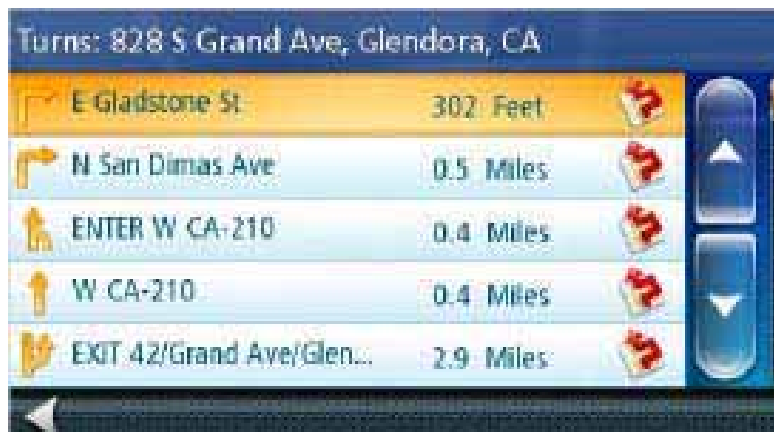 Turns: 828 S Grand Ave, Glendora, CA
E Gladstone St 302 Feet
N San Dimas Ave 0.5 Miles
ENTER W CA-210 0.4 Miles
W CA-210 0.4 Miles
EXIT 42/Grand Ave/Glen... 2.9 Miles